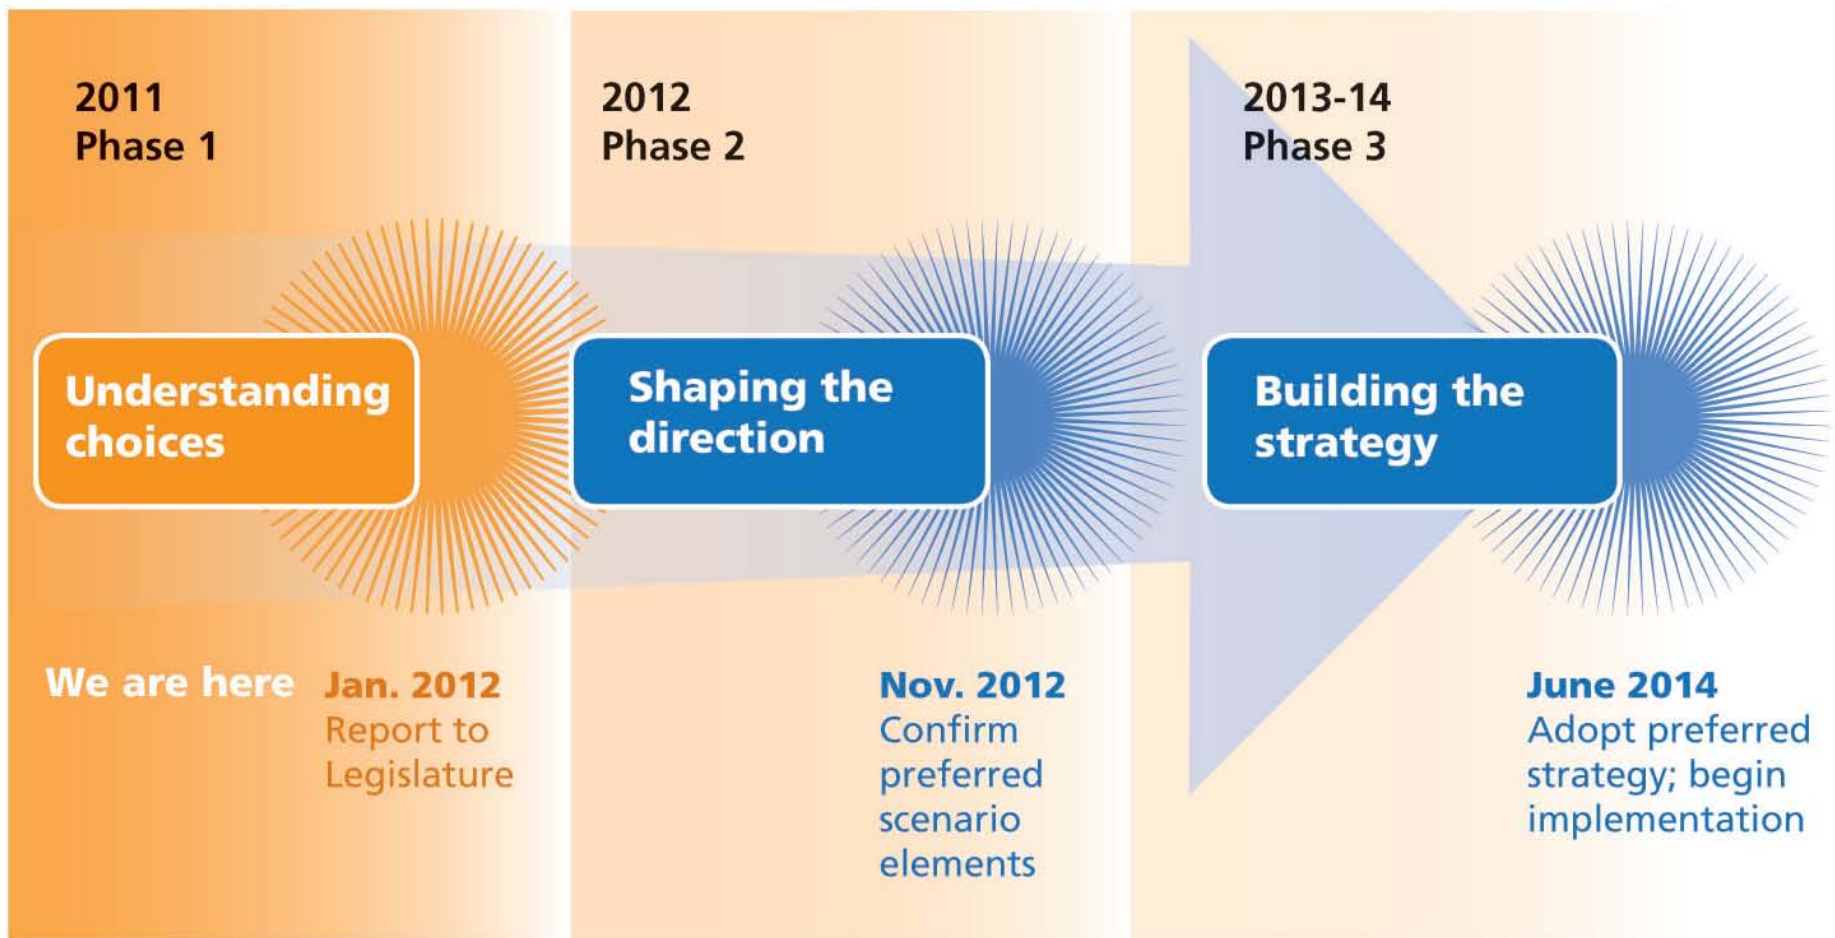 2011
Phase 1
2012
Phase 2
2013-14
Phase 3
Understanding
choices
Shaping the
direction
Building the
strategy
We are here
Jan. 2012
Report to
Legislature
Nov. 2012
Confirm
preferred
scenario
elements
June 2014
Adopt preferred
strategy; begin
implementation